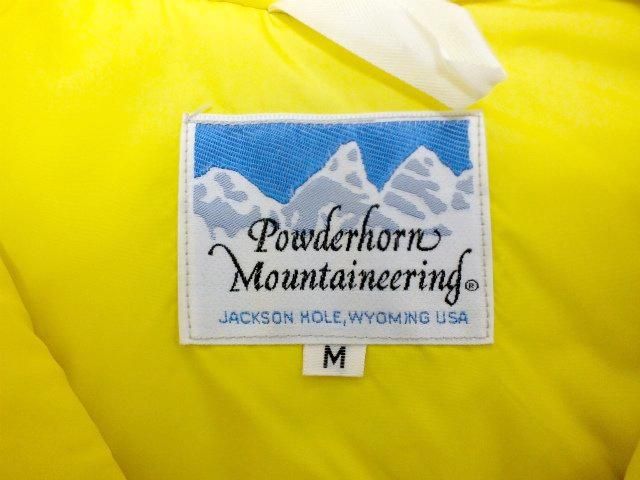 Powderhorn
Mountaineering®
JACKSON HOLE, WYOMING USA
M